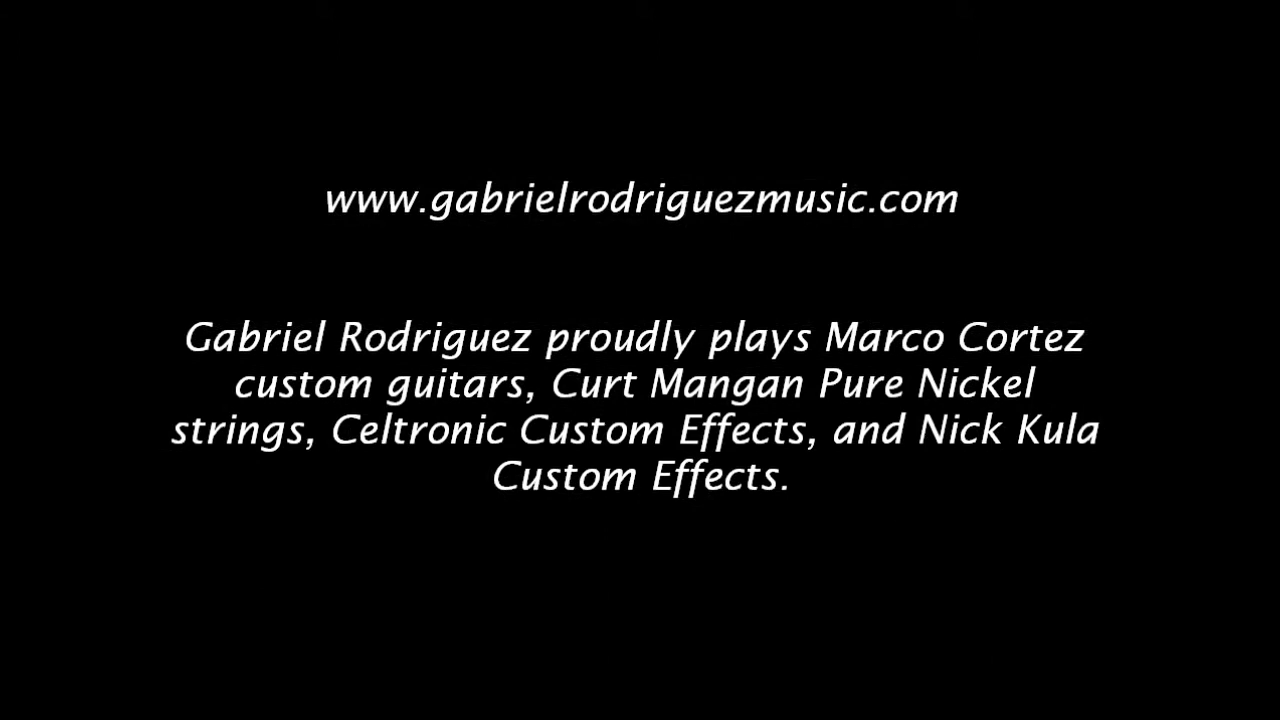 www.gabrielrodriguezmusic.com
Gabriel Rodriguez proudly plays Marco Cortez
custom guitars, Curt Mangan Pure Nickel
strings, Celtronic Custom Effects, and Nick Kula
Custom Effects.